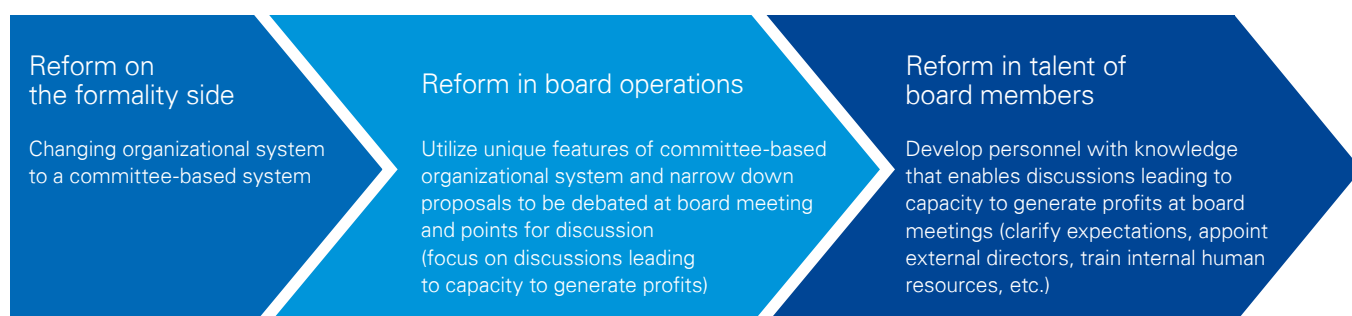 Reform on
the formality side
Changing organizational system
to a committee-based system
Reform in board operations
Utilize unique features of committee-based
organizational system and narrow down
proposals to be debated at board meeting
and points for discussion
(focus on discussions leading
to capacity to generate profits)
Reform in talent of
board members
Develop personnel with knowledge
that enables discussions leading to
capacity to generate profits at board
meetings (clarify expectations, appoint
external directors, train internal human
resources, etc.)